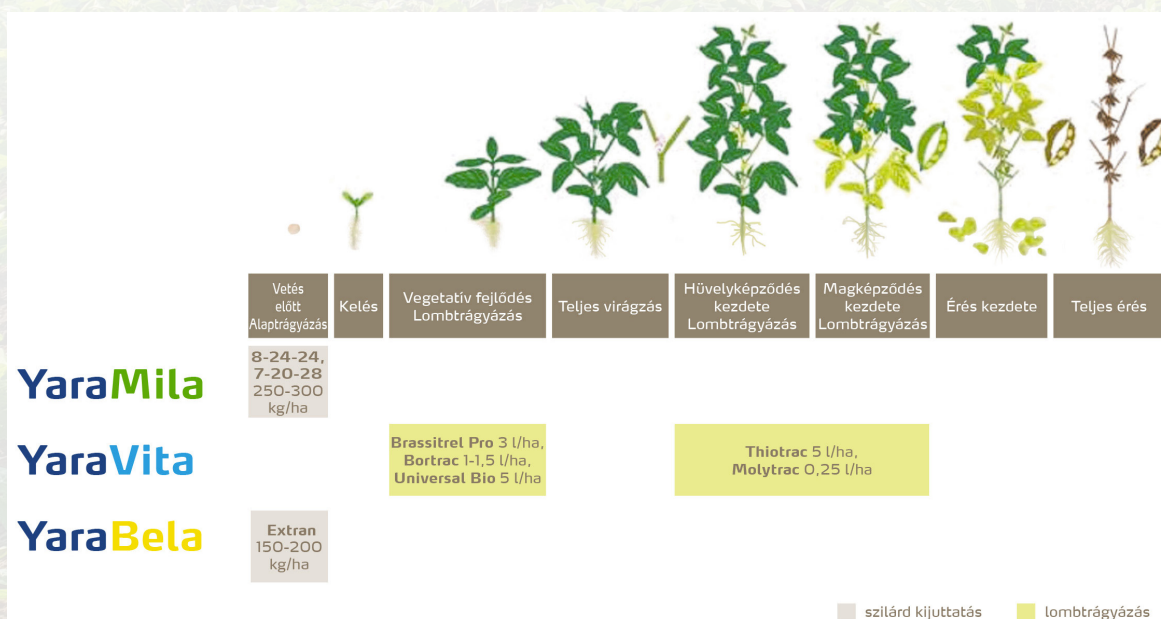 Vetés
előtt
Alaptrágyázás
Kelés
Vegetatív fejlődés
Lombtrágyázás
Teljes virágzás
Hüvelyképződés
kezdete
Lombtrágyázás
Magképződés
kezdete
Lombtrágyázás
Érés kezdete
Teljes érés
YaraMila
8-24-24,
7-20-28
250-300
kg/ha
YaraVita
Brassitrel Pro 3 l/ha,
Bortrac 1-1,5 l/ha,
Universal Bio 5 l/ha
Thiotrac 5 l/ha,
Molytrac 0,25 l/ha
YaraBela
Extran
150-200
kg/ha
szilárd kijuttatás
lombtrágyázás